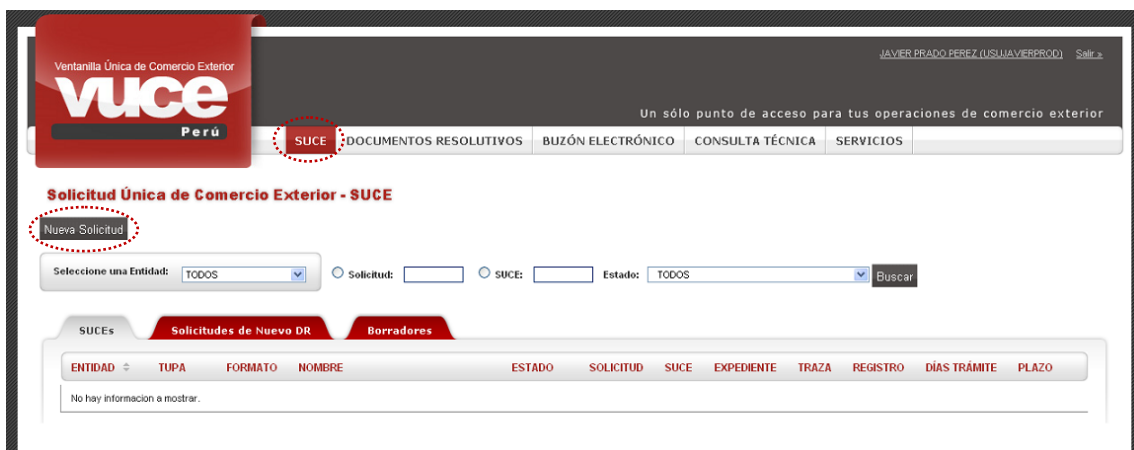 JAVIER PRADO PEREZ (USUJAVIERPROD) Salir »
Ventanilla Única de Comercio Exterior
vuce
Perú
Un sólo punto de acceso para tus operaciones de comercio exterior
SUCE DOCUMENTOS RESOLUTIVOS BUZÓN ELECTRÓNICO CONSULTA TÉCNICA SERVICIOS
Solicitud Única de Comercio Exterior - SUCE
Nueva Solicitud
Seleccione una Entidad: TODOS Solicitud: SUCE: Estado: TODOS Buscar
SUCEs Solicitudes de Nuevo DR Borradores
ENTIDAD TUPA FORMATO NOMBRE ESTADO SOLICITUD SUCE EXPEDIENTE TRAZA REGISTRO DÍAS TRÁMITE PLAZO
No hay informacion a mostrar.